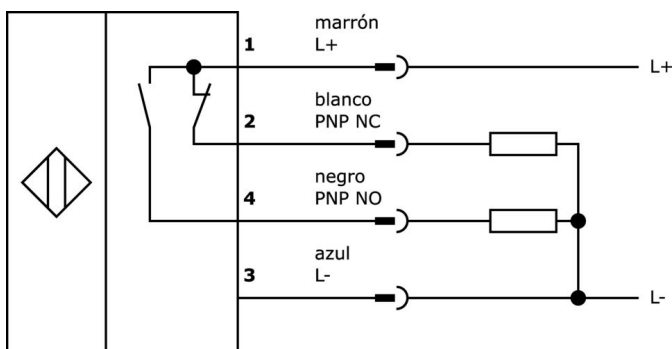 marrón
1 L+
L+
blanco
2 PNP NC
negro
4 PNP NO
azul
3 L-
L-